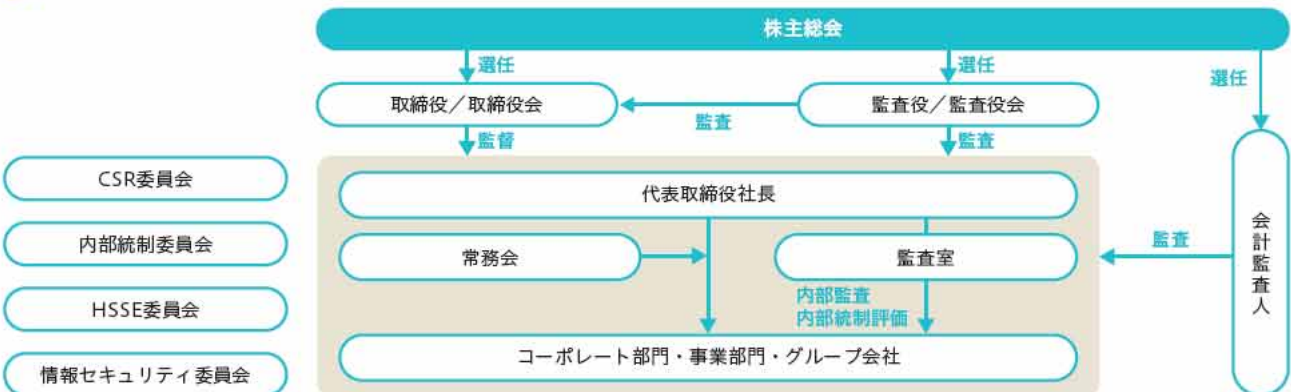 株主総会
選任
選任
選任
取締役／取締役会
監査役／監査役会
監査
監督
監査
CSR委員会
代表取締役社長
内部統制委員会
常務会
監査室
監査
会計監査人
HSSE委員会
内部監査
内部統制評価
コーポレート部門・事業部門・グループ会社
情報セキュリティ委員会